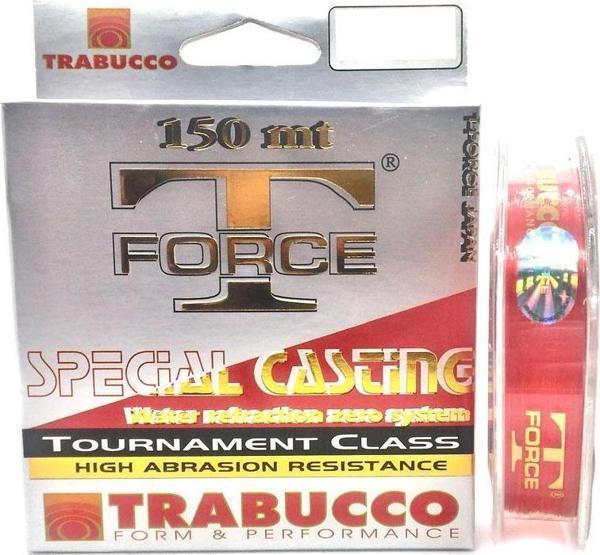 TRABUCCO
150 mt
T ®
FORCE
T-FORCE JAPAN
SPECIAL CASTING
Water refraction zero system
TOURNAMENT CLASS
HIGH ABRASION RESISTANCE
TRABUCCO
FORM & PERFORMANCE
T
FORCE
®